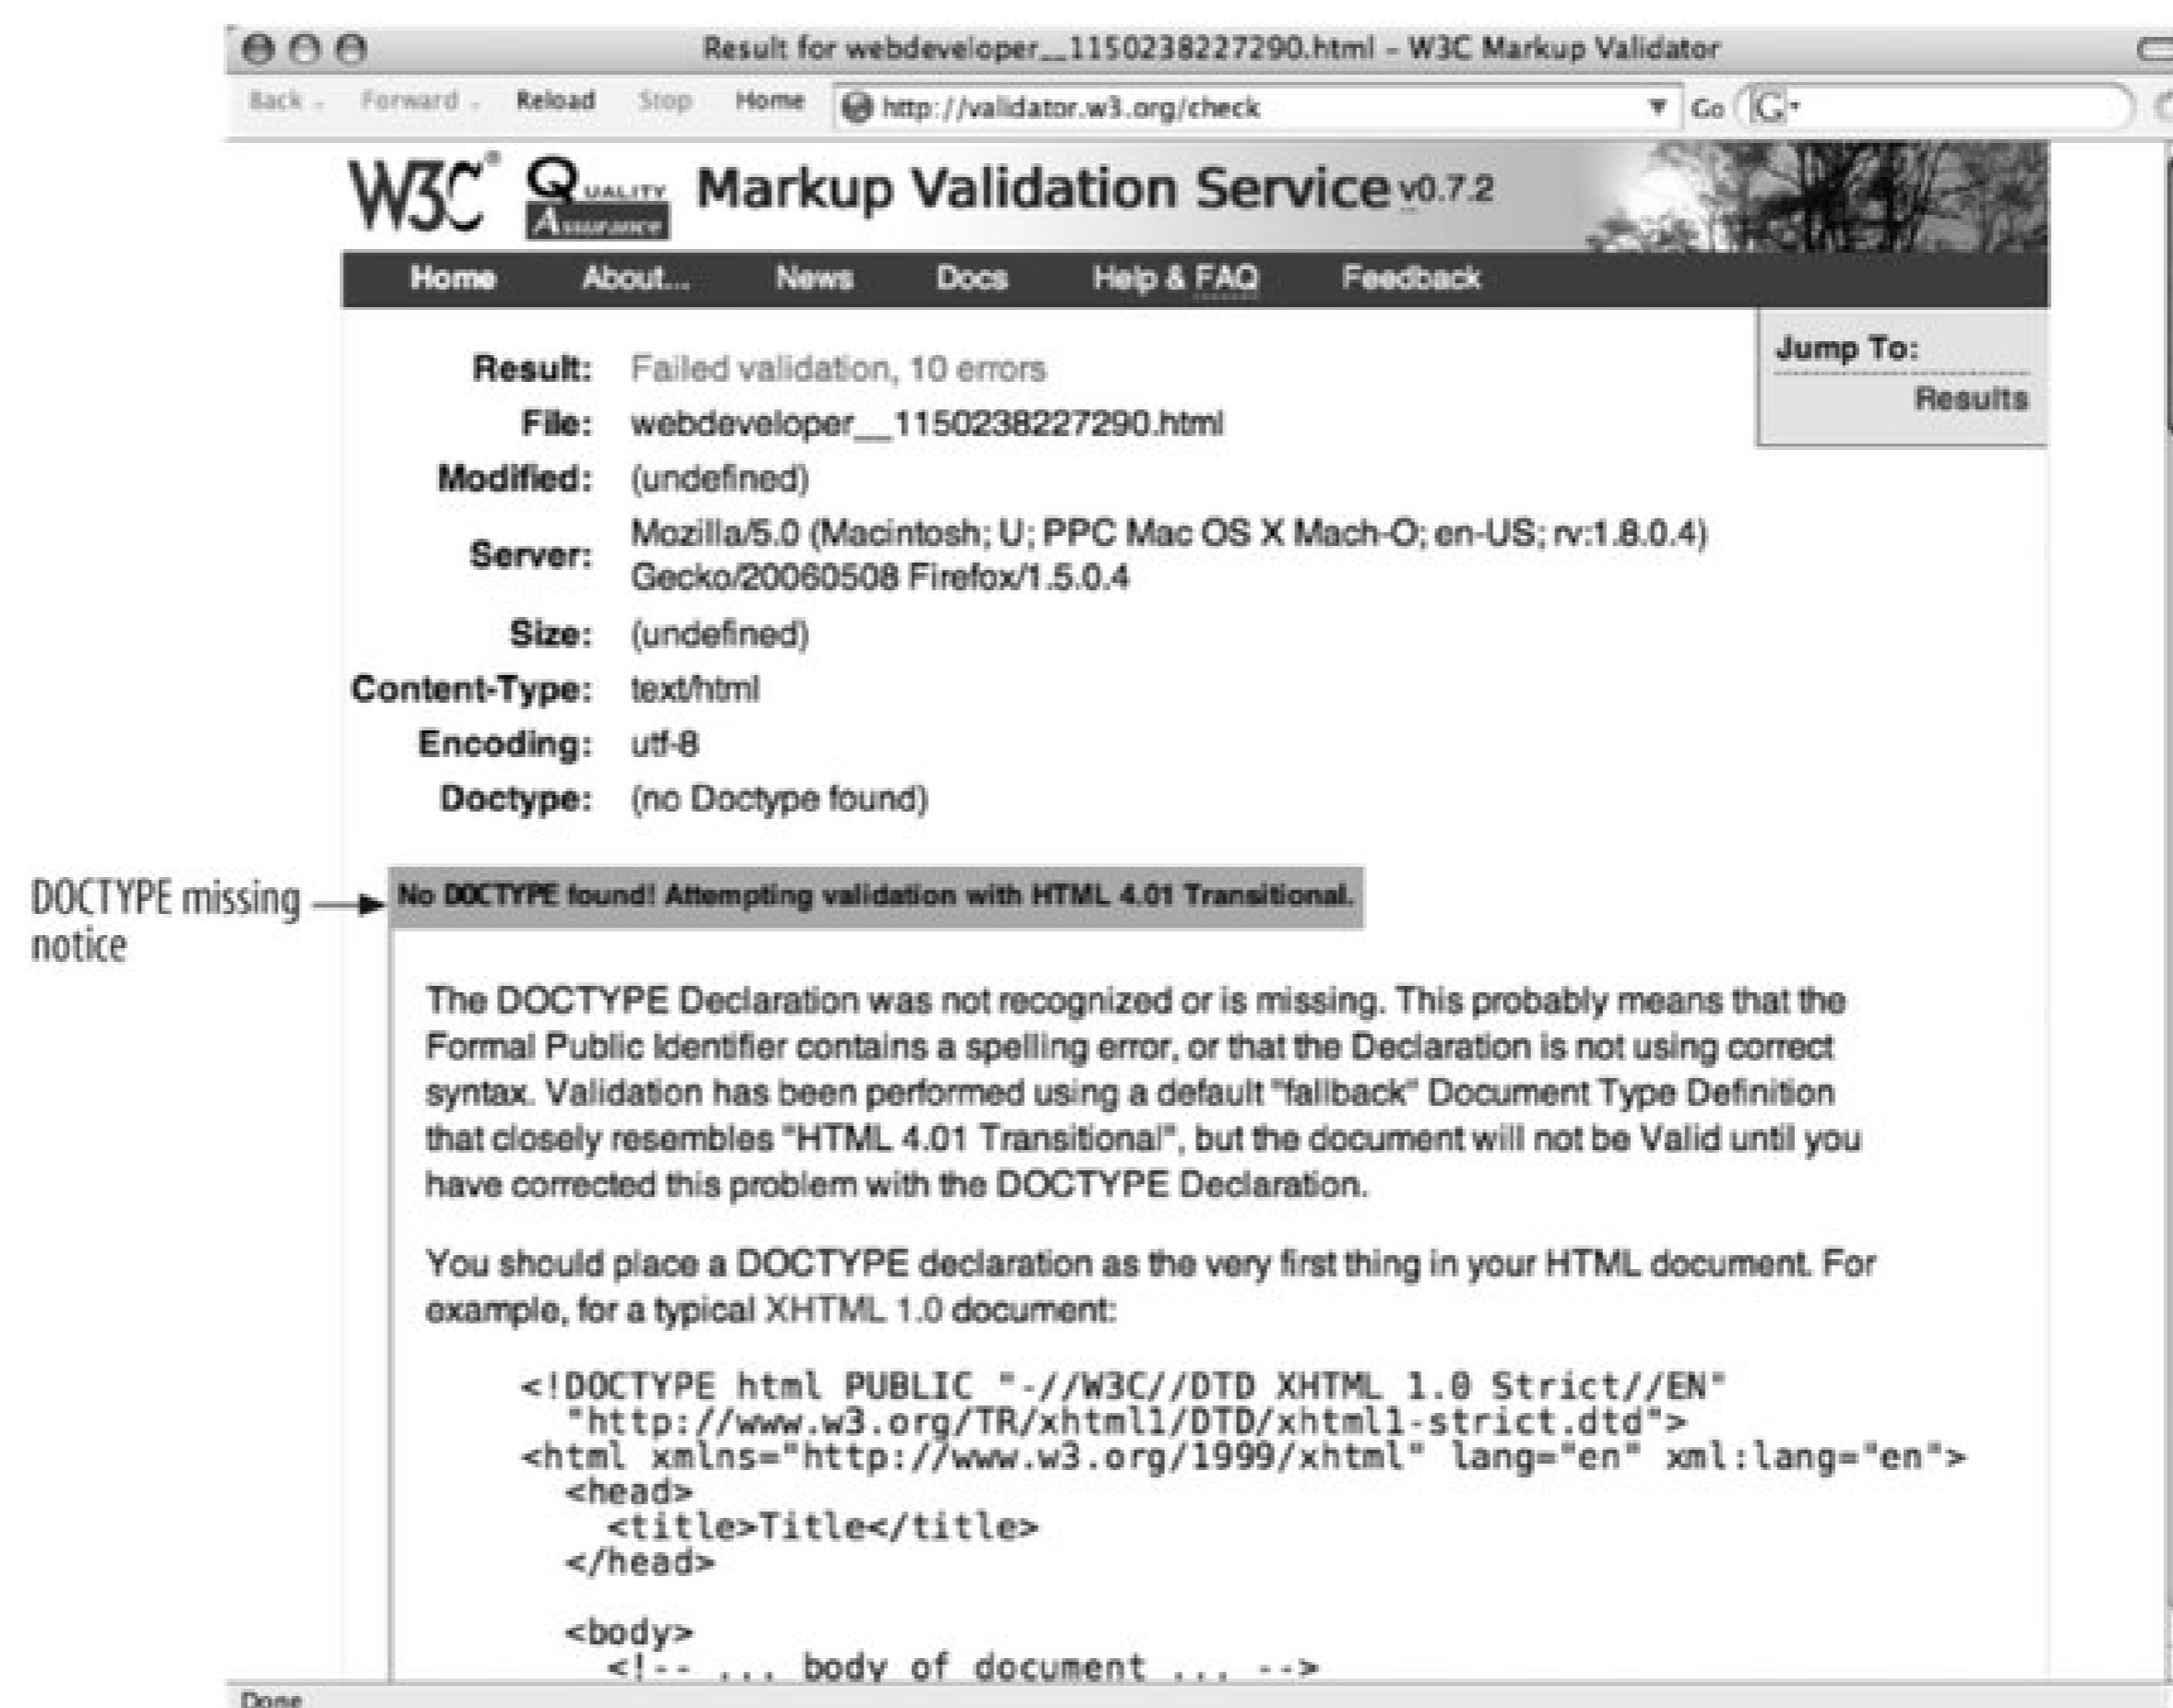 Result for webdeveloper__1150238227290.html – W3C Markup Validator
Back Forward Reload Stop Home http://validator.w3.org/check Go G
W3C® QUALITY Assurance Markup Validation Service v0.7.2
Home About... News Docs Help & FAQ Feedback
Jump To:
Results
Result: Failed validation, 10 errors
File: webdeveloper__1150238227290.html
Modified: (undefined)
Server: Mozilla/5.0 (Macintosh; U; PPC Mac OS X Mach-O; en-US; rv:1.8.0.4)
Gecko/20060508 Firefox/1.5.0.4
Size: (undefined)
Content-Type: text/html
Encoding: utf-8
Doctype: (no Doctype found)
DOCTYPE missing
notice
No DOCTYPE found! Attempting validation with HTML 4.01 Transitional.
The DOCTYPE Declaration was not recognized or is missing. This probably means that the
Formal Public Identifier contains a spelling error, or that the Declaration is not using correct
syntax. Validation has been performed using a default "fallback" Document Type Definition
that closely resembles "HTML 4.01 Transitional", but the document will not be Valid until you
have corrected this problem with the DOCTYPE Declaration.
You should place a DOCTYPE declaration as the very first thing in your HTML document. For
example, for a typical XHTML 1.0 document:
<!DOCTYPE html PUBLIC "-//W3C//DTD XHTML 1.0 Strict//EN"
"http://www.w3.org/TR/xhtml1/DTD/xhtml1-strict.dtd">
<html xmlns="http://www.w3.org/1999/xhtml" lang="en" xml:lang="en">
<head>
<title>Title</title>
</head>
<body>
<!-- ... body of document ... -->
Done